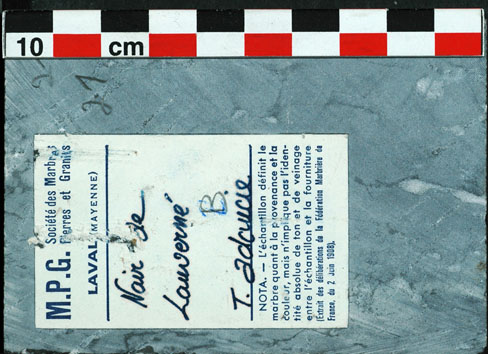 10 cm
21
M.P.G. Société des Marbres
Pierres et Granits
LAVAL (MAYENNE)
Noir de
Louverné
B.
T. adoucie
NOTA. — L'échantillon définit le
marbre quant à la provenance et la
couleur, mais n'implique pas l'iden-
tité absolue de ton et de veinage
entre l'échantillon et la fourniture
(Extrait des délibérations de la Fédération Marbrière de
France, du 2 Juin 1908).